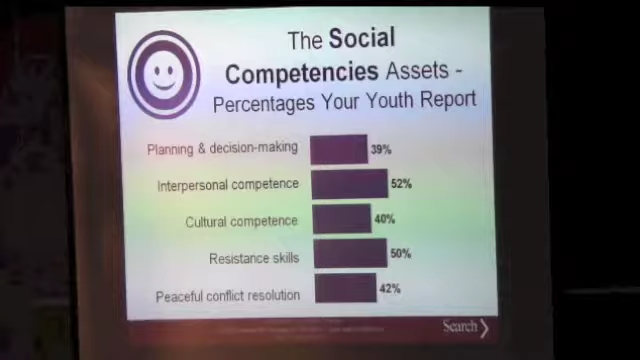 The Social
Competencies Assets -
Percentages Your Youth Report
Planning & decision-making 39%
Interpersonal competence 52%
Cultural competence 40%
Resistance skills 50%
Peaceful conflict resolution 42%
Search